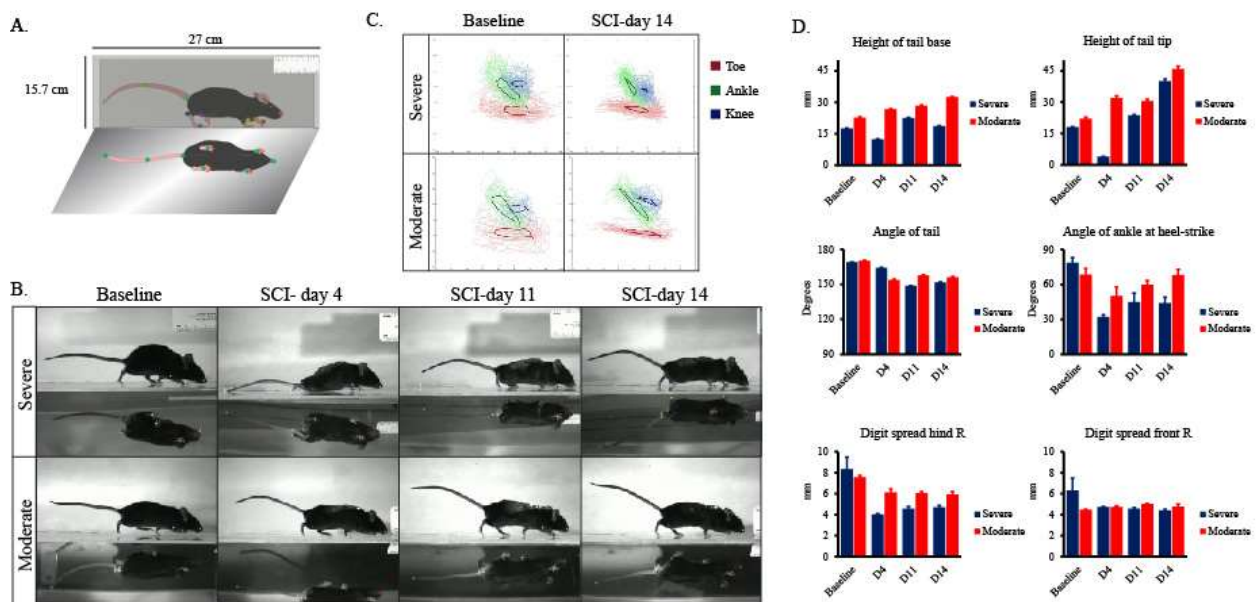 A.
27 cm
15.7 cm
C.
Baseline SCI-day 14
Severe
Moderate
Toe
Ankle
Knee
B.
Baseline SCI- day 4 SCI-day 11 SCI-day 14
Severe
Moderate
D.
Height of tail base
mm
45
30
15
0
Baseline D4 D11 D14
Severe
Moderate
Height of tail tip
mm
45
30
15
0
Baseline D4 D11 D14
Severe
Moderate
Angle of tail
Degrees
180
150
120
90
Baseline D4 D11 D14
Severe
Moderate
Angle of ankle at heel-strike
Degrees
90
60
30
0
Baseline D4 D11 D14
Severe
Moderate
Digit spread hind R
mm
10
8
6
4
2
0
Baseline D4 D11 D14
Severe
Moderate
Digit spread front R
mm
10
8
6
4
2
0
Baseline D4 D11 D14
Severe
Moderate